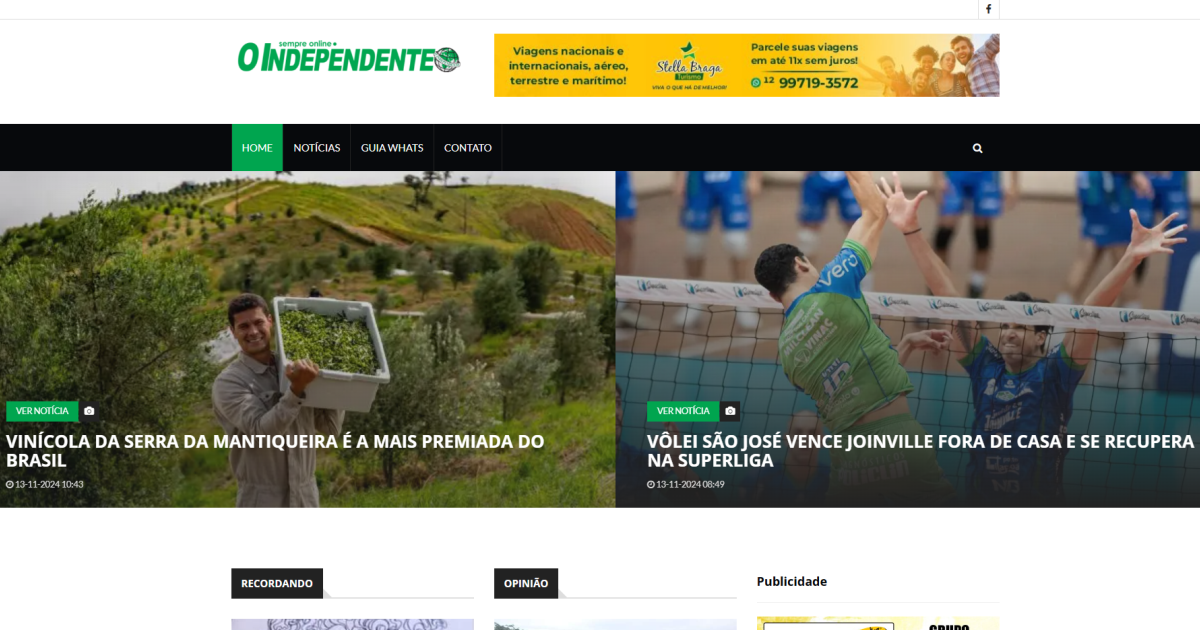 sempre online
O INDEPENDENTE
Viagens nacionais e
internacionais, aéreo,
terrestre e marítimo!
Stella Braga
Turismo
VIVA O QUE HÁ DE MELHOR!
Parcele suas viagens
em até 11x sem juros!
12 99719-3572
HOME
NOTÍCIAS
GUIA WHATS
CONTATO
vero
VER NOTÍCIA
VINÍCOLA DA SERRA DA MANTIQUEIRA É A MAIS PREMIADA DO
BRASIL
13-11-2024 10:43
VER NOTÍCIA
VÔLEI SÃO JOSÉ VENCE JOINVILLE FORA DE CASA E SE RECUPERA
NA SUPERLIGA
13-11-2024 08:49
RECORDANDO
OPINIÃO
Publicidade
GRUPO